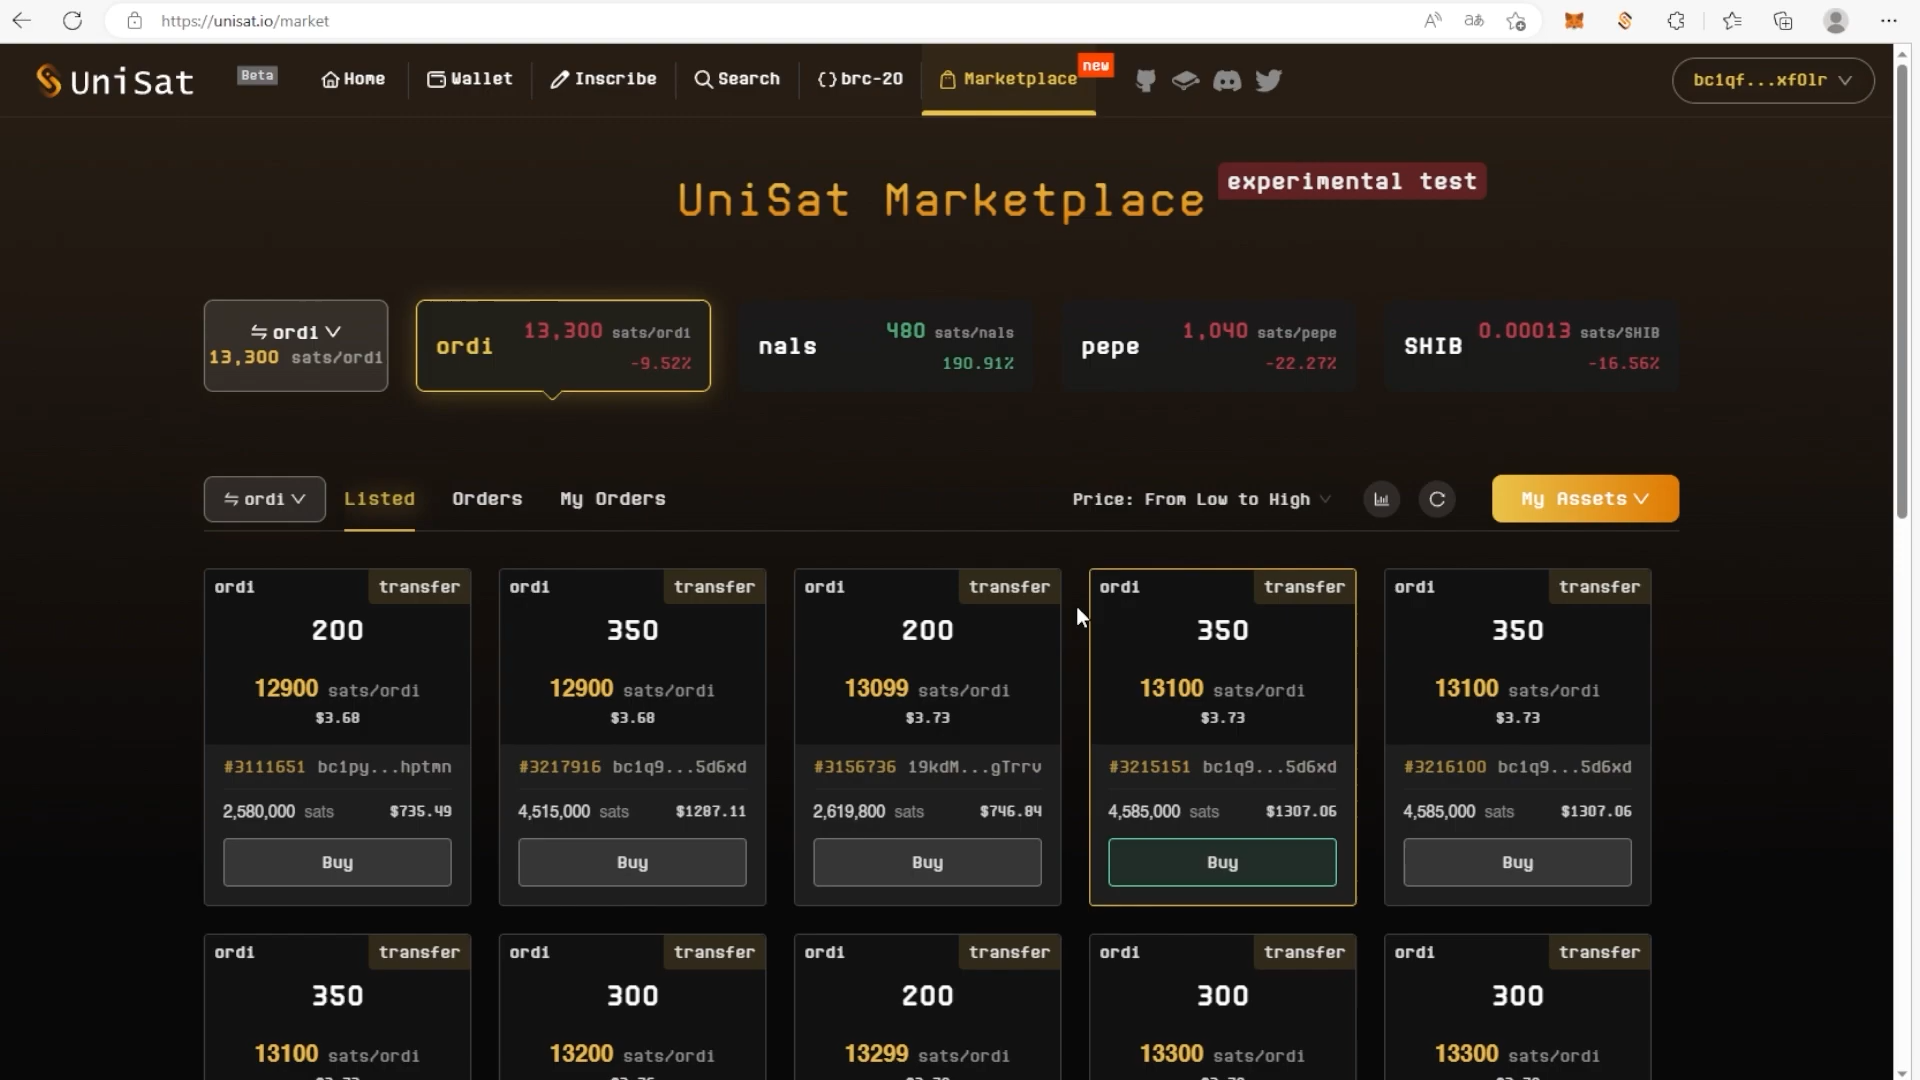 https://unisat.io/market
UniSat Beta Home Wallet Inscribe Search {}brc-20 Marketplace new bc1qf...xf0lr
UniSat Marketplace experimental test
ordi
13,300 sats/ordi
ordi 13,300 sats/ordi
-9.52%
nals 480 sats/nals
190.91%
pepe 1,040 sats/pepe
-22.27%
SHIB 0.00013 sats/SHIB
-16.56%
ordi Listed Orders My Orders Price: From Low to High My Assets
ordi transfer
200
12900 sats/ordi
$3.68
#3111651 bc1py...hptmn
2,580,000 sats $735.49
Buy
ordi transfer
350
12900 sats/ordi
$3.68
#3217916 bc1q9...5d6xd
4,515,000 sats $1287.11
Buy
ordi transfer
200
13099 sats/ordi
$3.73
#3156736 19kdM...gTrrv
2,619,800 sats $746.84
Buy
ordi transfer
350
13100 sats/ordi
$3.73
#3215151 bc1q9...5d6xd
4,585,000 sats $1307.06
Buy
ordi transfer
350
13100 sats/ordi
$3.73
#3216100 bc1q9...5d6xd
4,585,000 sats $1307.06
Buy
ordi transfer
350
13100 sats/ordi
ordi transfer
300
13200 sats/ordi
ordi transfer
200
13299 sats/ordi
ordi transfer
300
13300 sats/ordi
ordi transfer
300
13300 sats/ordi